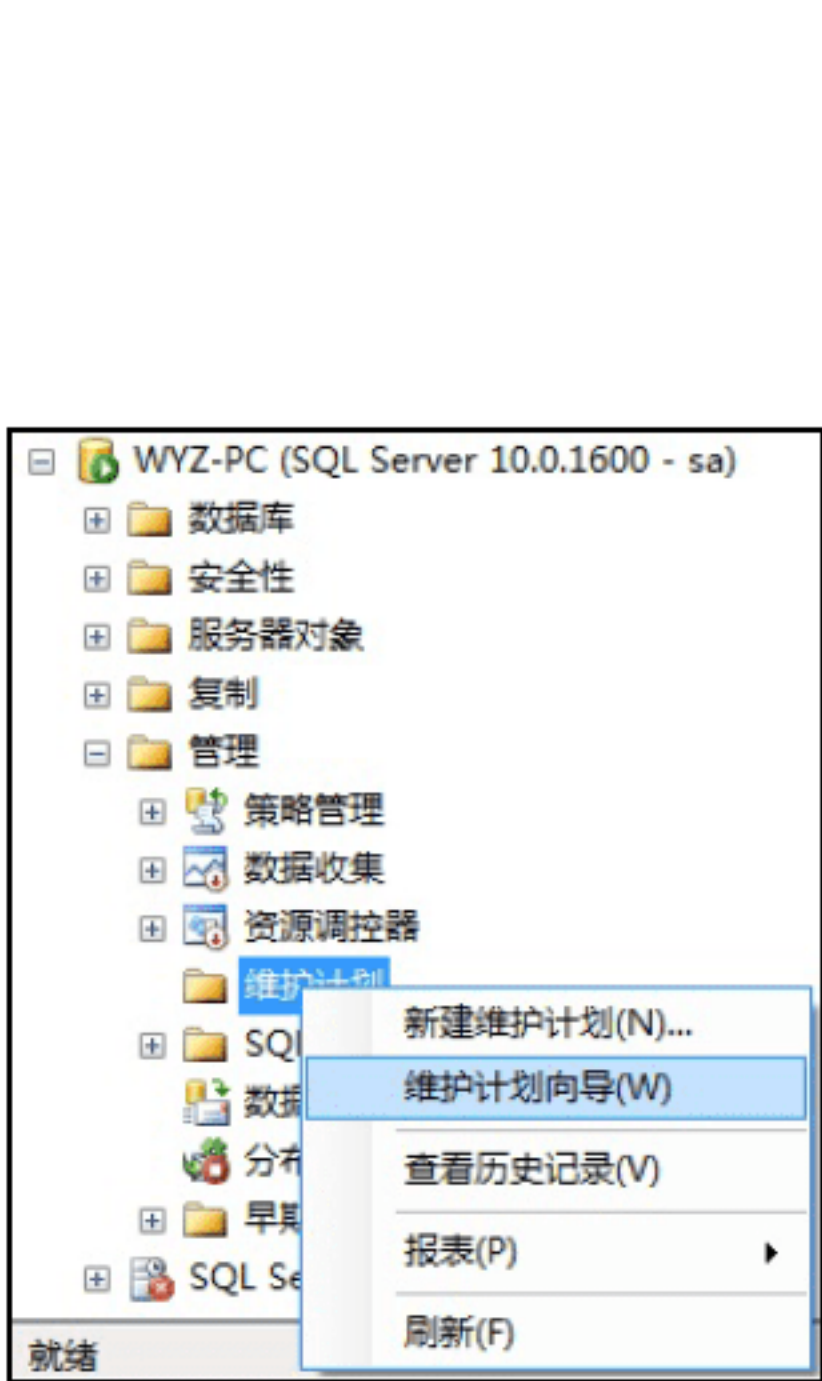 WYZ-PC (SQL Server 10.0.1600 - sa)
数据库
安全性
服务器对象
复制
管理
策略管理
数据收集
资源调控器
维护计划
新建维护计划(N)...
SQL
维护计划向导(W)
数据
分布
查看历史记录(V)
早期
报表(P)
SQL Se
刷新(F)
就绪